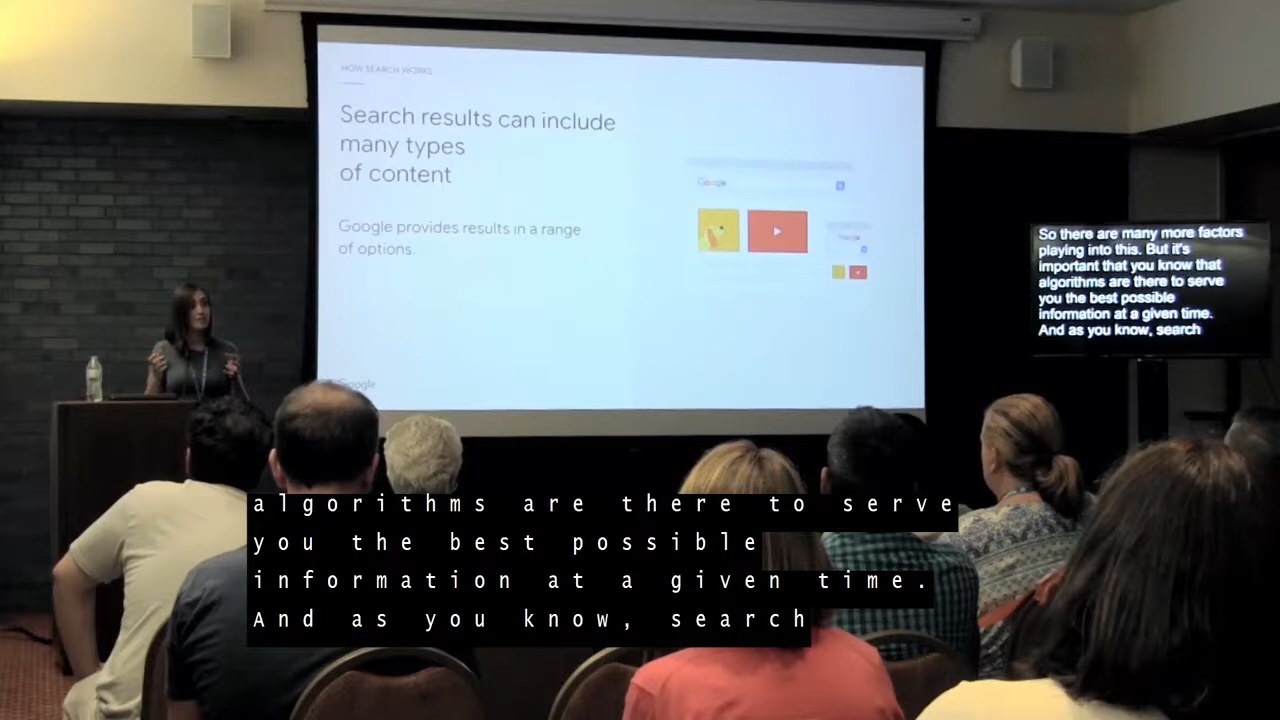 HOW SEARCH WORKS
Search results can include
many types
of content
Google provides results in a range
of options.
Google
Google
Google
So there are many more factors
playing into this. But it's
important that you know that
algorithms are there to serve
you the best possible
information at a given time.
And as you know, search
algorithms are there to serve
you the best possible
information at a given time.
And as you know, search